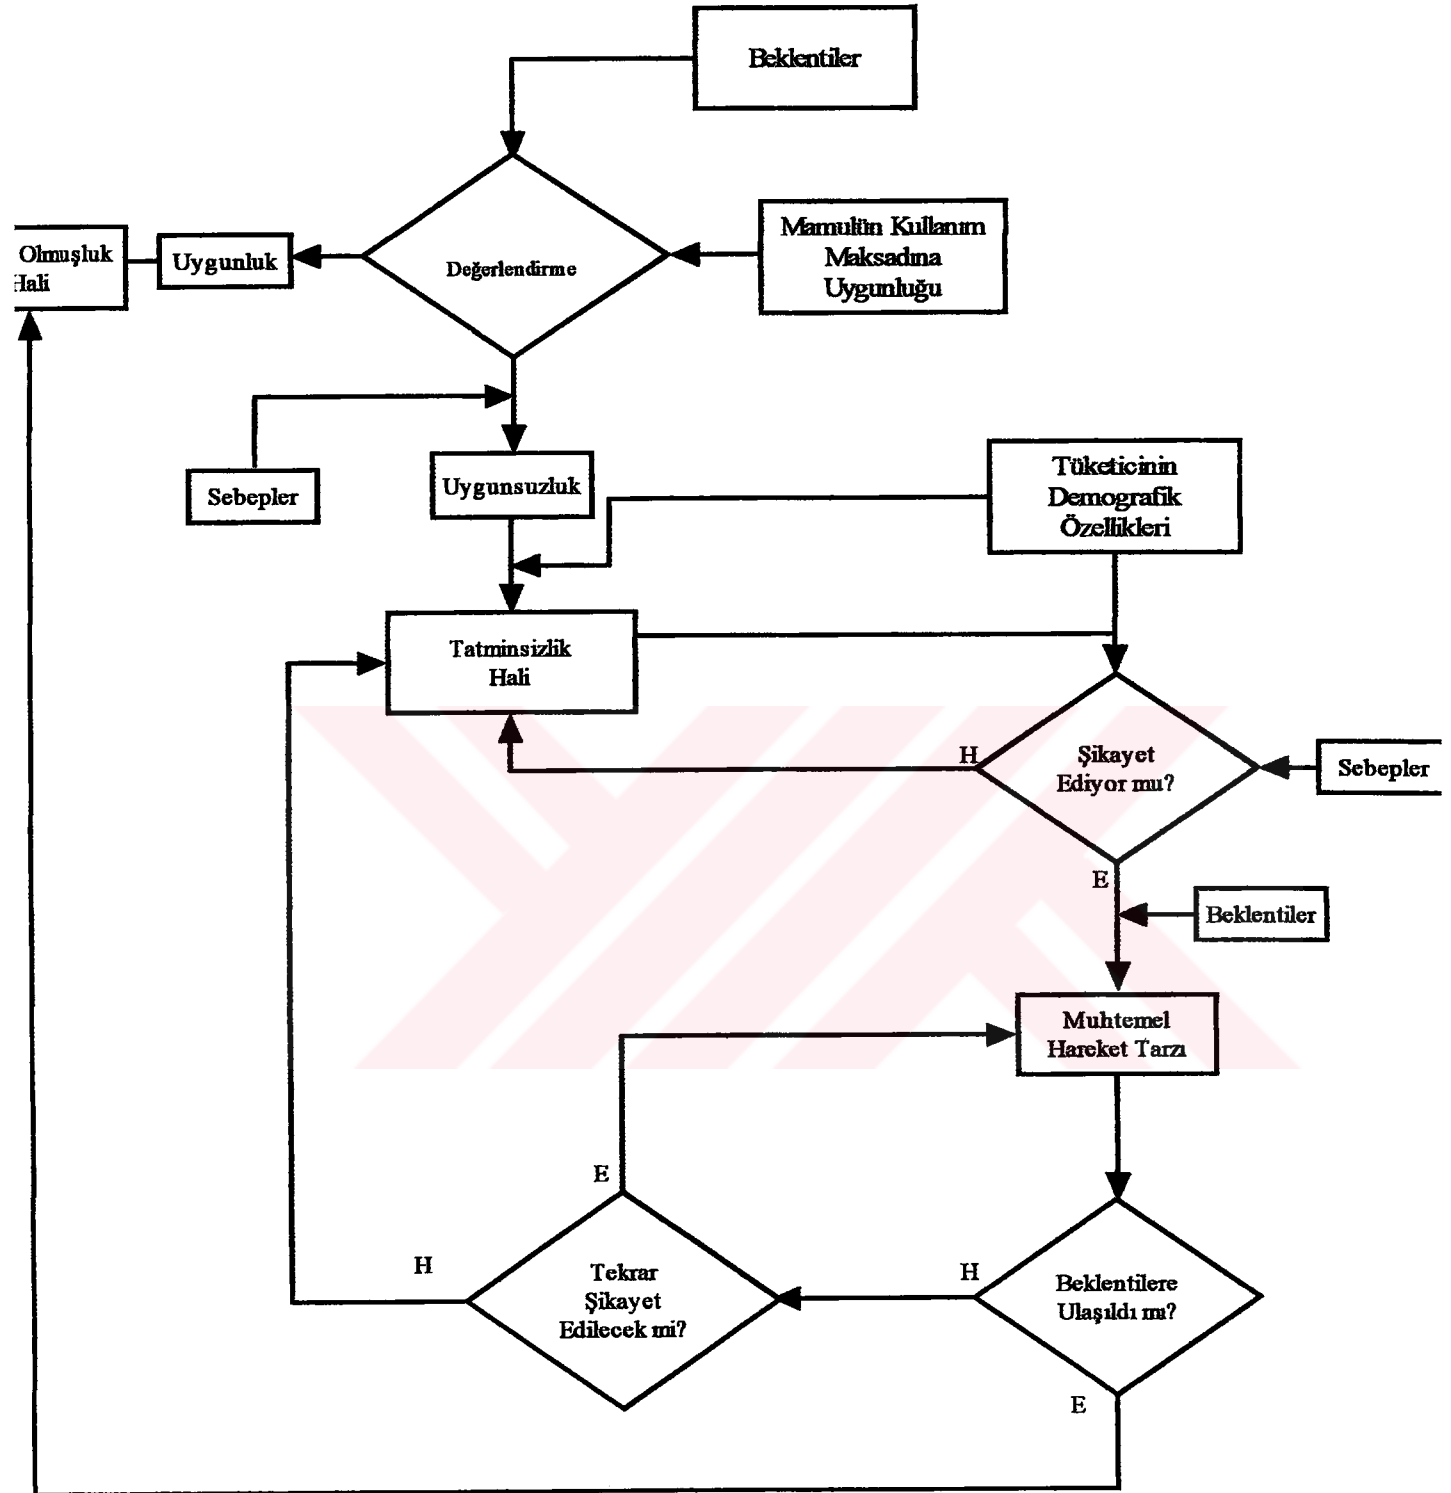 Beklentiler
Mamulün Kullanım
Maksadına
Uygunluğu
Olmuşluk
Hali
Uygunluk
Değerlendirme
Sebepler
Uygunsuzluk
Tüketicinin
Demografik
Özellikleri
Tatminsizlik
Hali
H
Şikayet
Ediyor mu?
Sebepler
E
Beklentiler
Muhtemel
Hareket Tarzı
E
H
Tekrar
Şikayet
Edilecek mi?
H
Beklentilere
Ulaşıldı mı?
E